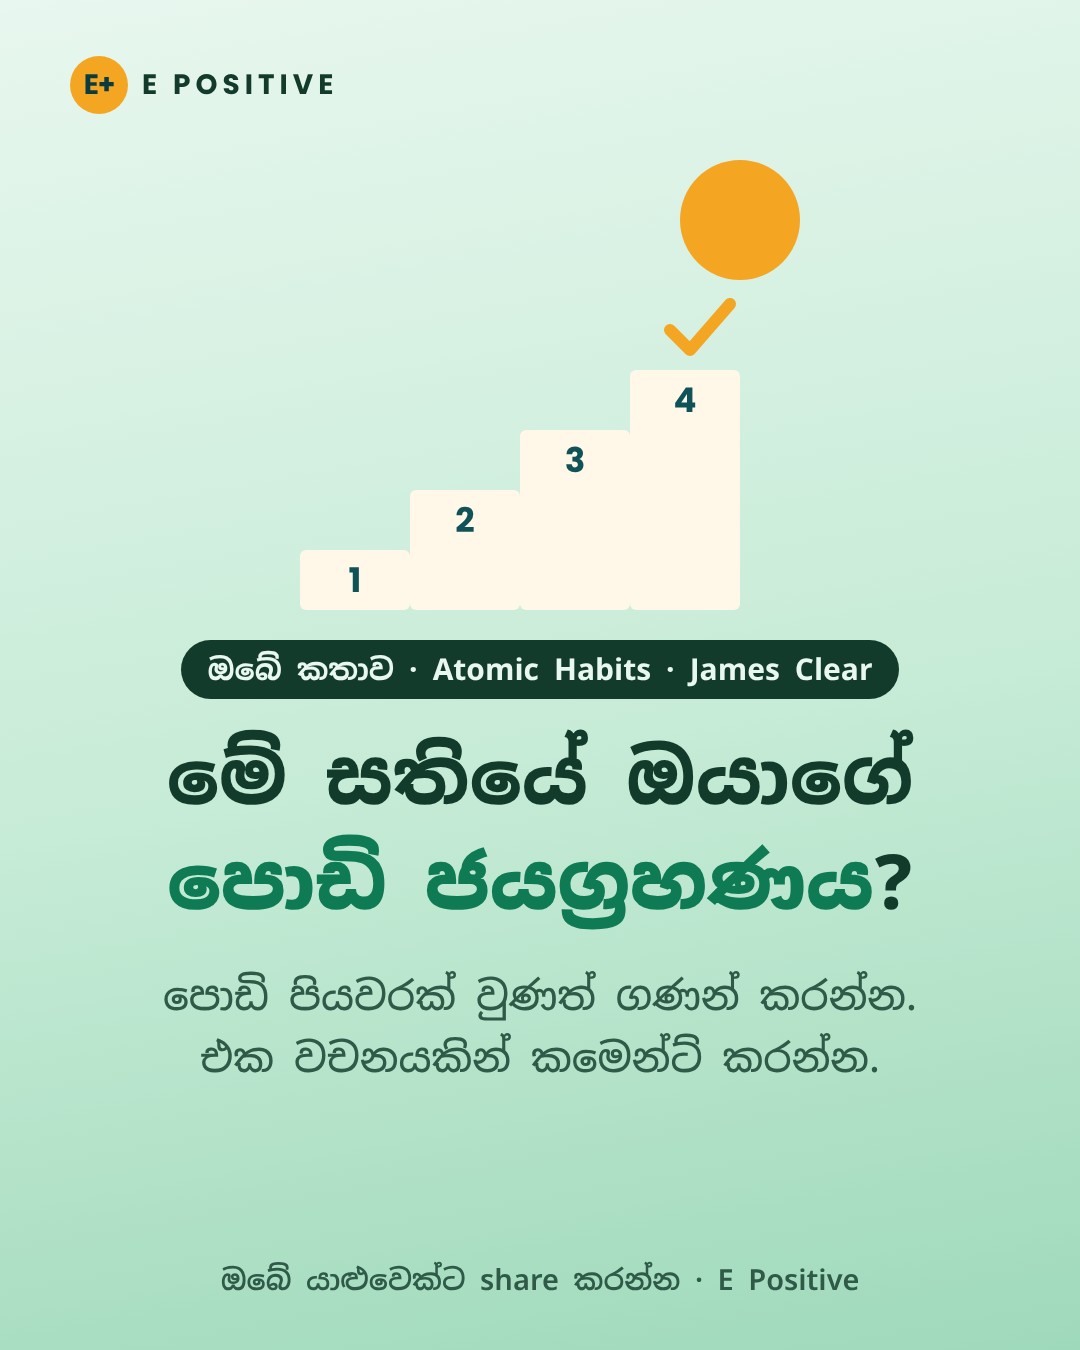 E+ E POSITIVE
4
3
2
1
ඔබේ කතාව · Atomic Habits · James Clear
මේ සතියේ ඔයාගේ
පොඩි ජයග්‍රහණය?
පොඩි පියවරක් වුණත් ගණන් කරන්න.
එක වචනයකින් කමෙන්ට් කරන්න.
ඔබේ යාළුවෙක්ට share කරන්න · E Positive